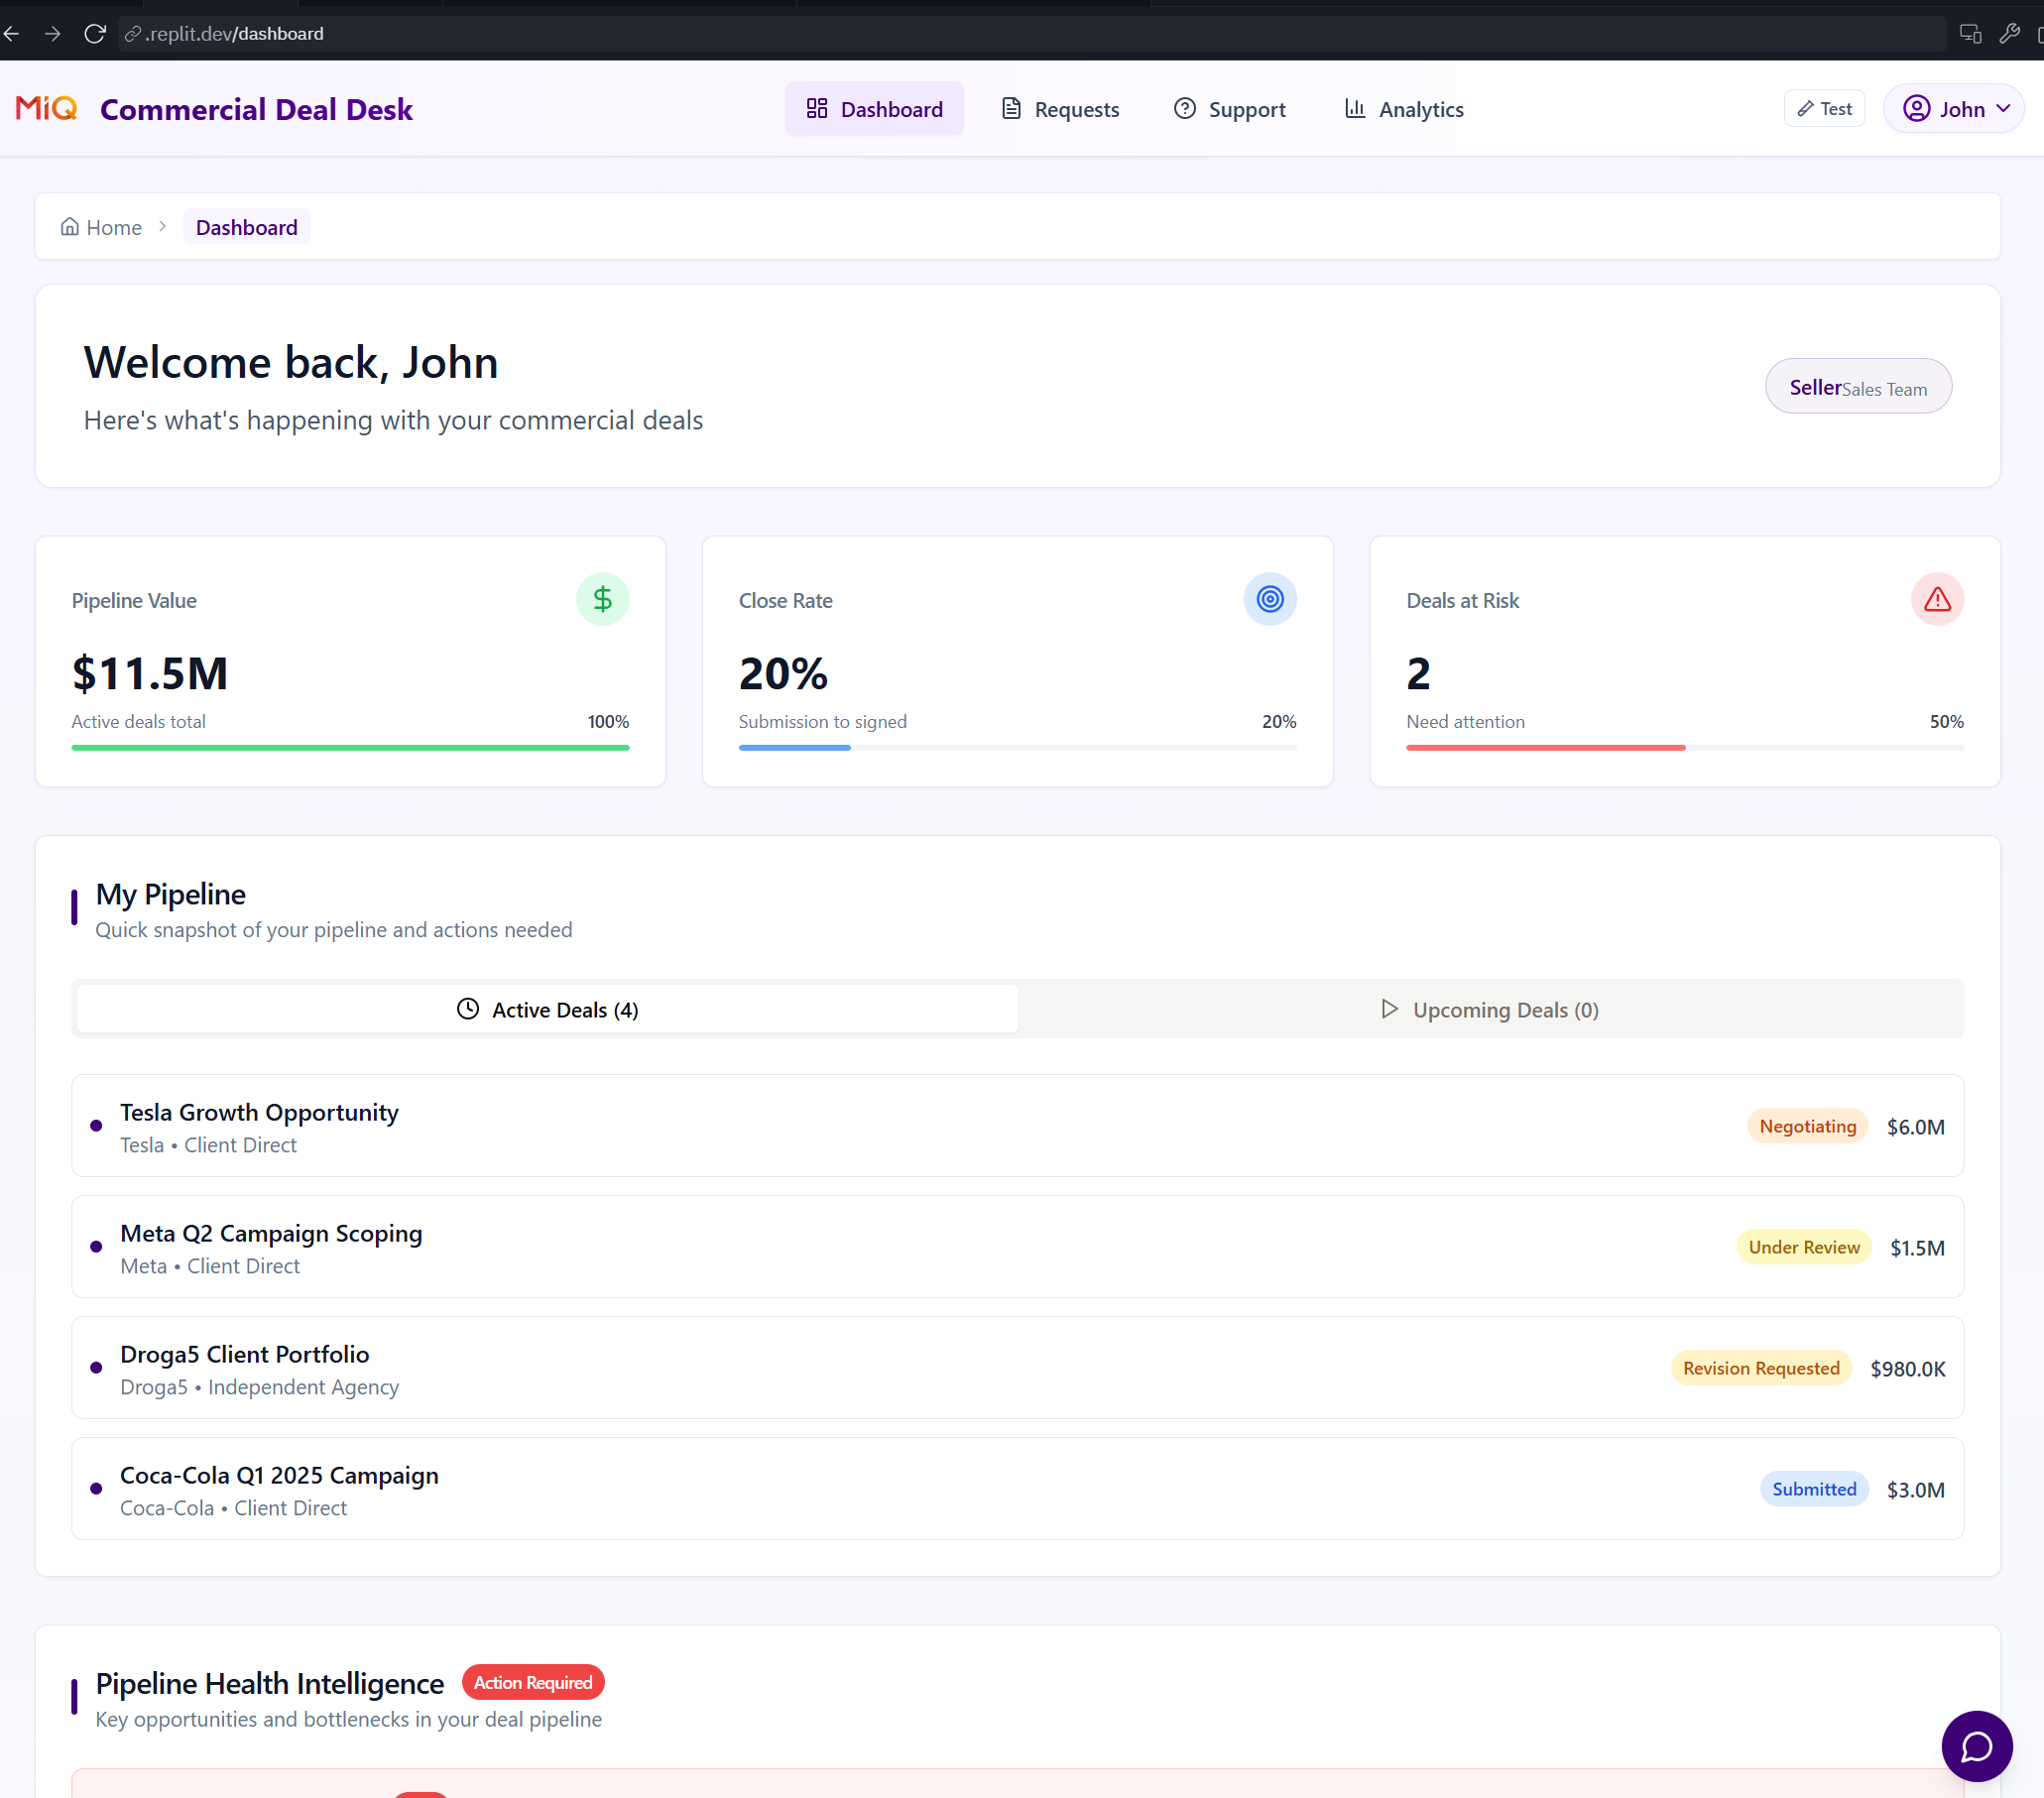 .replit.dev/dashboard
MiQ Commercial Deal Desk
Dashboard
Requests
Support
Analytics
Test
John
Home
Dashboard
Welcome back, John
Here's what's happening with your commercial deals
Seller Sales Team
Pipeline Value
$11.5M
Active deals total 100%
Close Rate
20%
Submission to signed 20%
Deals at Risk
2
Need attention 50%
My Pipeline
Quick snapshot of your pipeline and actions needed
Active Deals (4)
Upcoming Deals (0)
Tesla Growth Opportunity
Tesla • Client Direct
Negotiating $6.0M
Meta Q2 Campaign Scoping
Meta • Client Direct
Under Review $1.5M
Droga5 Client Portfolio
Droga5 • Independent Agency
Revision Requested $980.0K
Coca-Cola Q1 2025 Campaign
Coca-Cola • Client Direct
Submitted $3.0M
Pipeline Health Intelligence Action Required
Key opportunities and bottlenecks in your deal pipeline